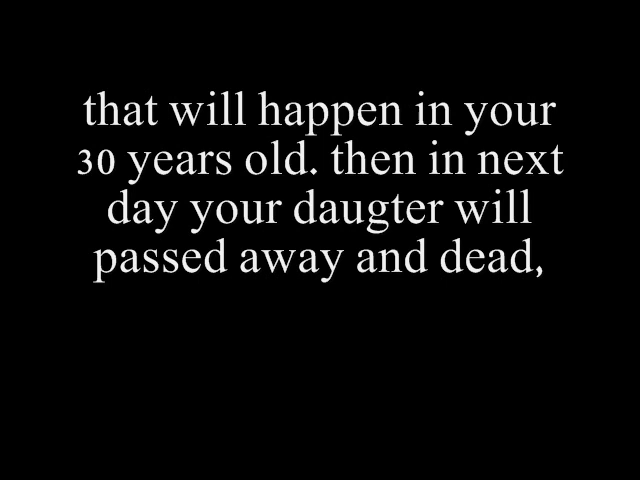 that will happen in your
30 years old. then in next
day your daugter will
passed away and dead,